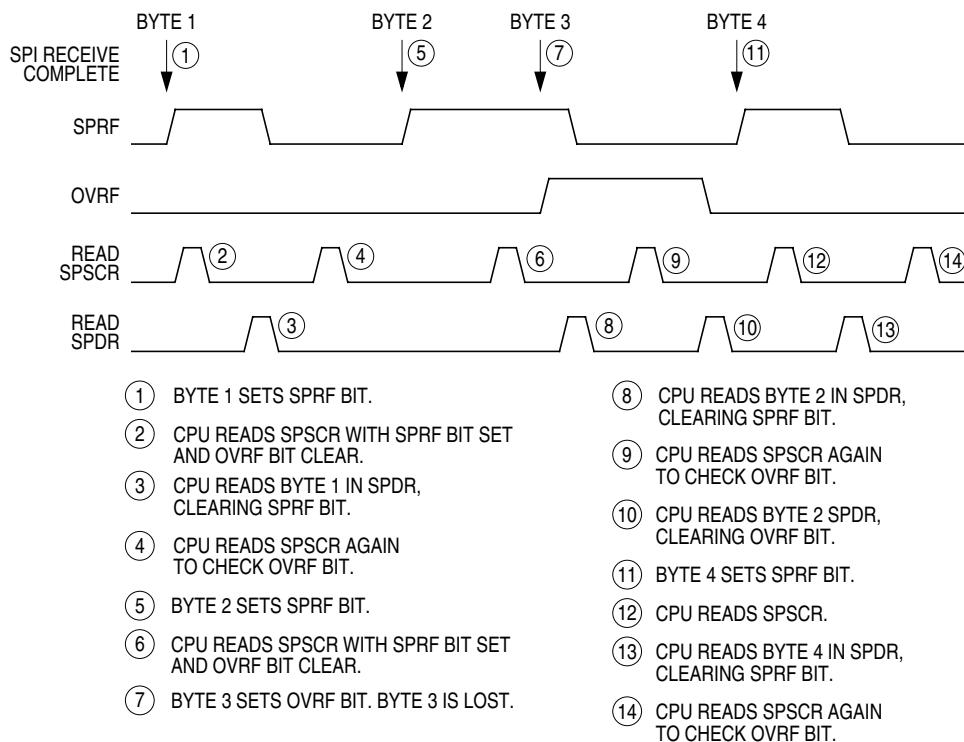 BYTE 1 BYTE 2 BYTE 3 BYTE 4
SPI RECEIVE
COMPLETE
1 5 7 11
SPRF
OVRF
READ
SPSCR
2 4 6 9 12 14
READ
SPDR
3 8 10 13
1 BYTE 1 SETS SPRF BIT.
2 CPU READS SPSCR WITH SPRF BIT SET
AND OVRF BIT CLEAR.
3 CPU READS BYTE 1 IN SPDR,
CLEARING SPRF BIT.
4 CPU READS SPSCR AGAIN
TO CHECK OVRF BIT.
5 BYTE 2 SETS SPRF BIT.
6 CPU READS SPSCR WITH SPRF BIT SET
AND OVRF BIT CLEAR.
7 BYTE 3 SETS OVRF BIT. BYTE 3 IS LOST.
8 CPU READS BYTE 2 IN SPDR,
CLEARING SPRF BIT.
9 CPU READS SPSCR AGAIN
TO CHECK OVRF BIT.
10 CPU READS BYTE 2 SPDR,
CLEARING OVRF BIT.
11 BYTE 4 SETS SPRF BIT.
12 CPU READS SPSCR.
13 CPU READS BYTE 4 IN SPDR,
CLEARING SPRF BIT.
14 CPU READS SPSCR AGAIN
TO CHECK OVRF BIT.